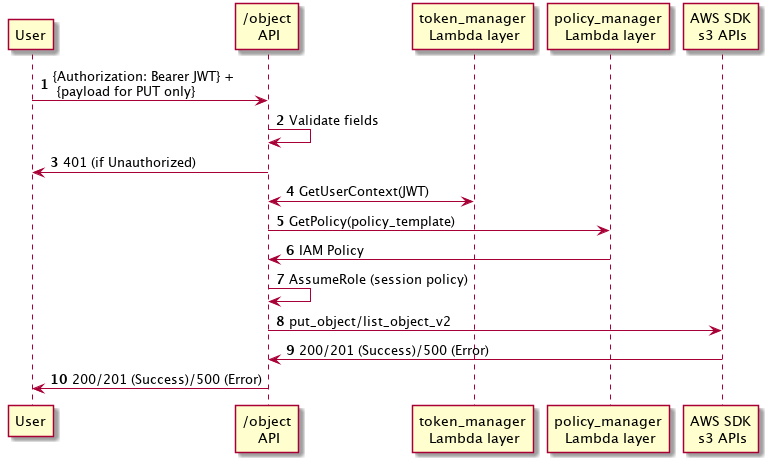 User
/object
API
token_manager
Lambda layer
policy_manager
Lambda layer
AWS SDK
s3 APIs
1 {Authorization: Bearer JWT} +
{payload for PUT only}
2 Validate fields
3 401 (if Unauthorized)
4 GetUserContext(JWT)
5 GetPolicy(policy_template)
6 IAM Policy
7 AssumeRole (session policy)
8 put_object/list_object_v2
9 200/201 (Success)/500 (Error)
10 200/201 (Success)/500 (Error)
User
/object
API
token_manager
Lambda layer
policy_manager
Lambda layer
AWS SDK
s3 APIs